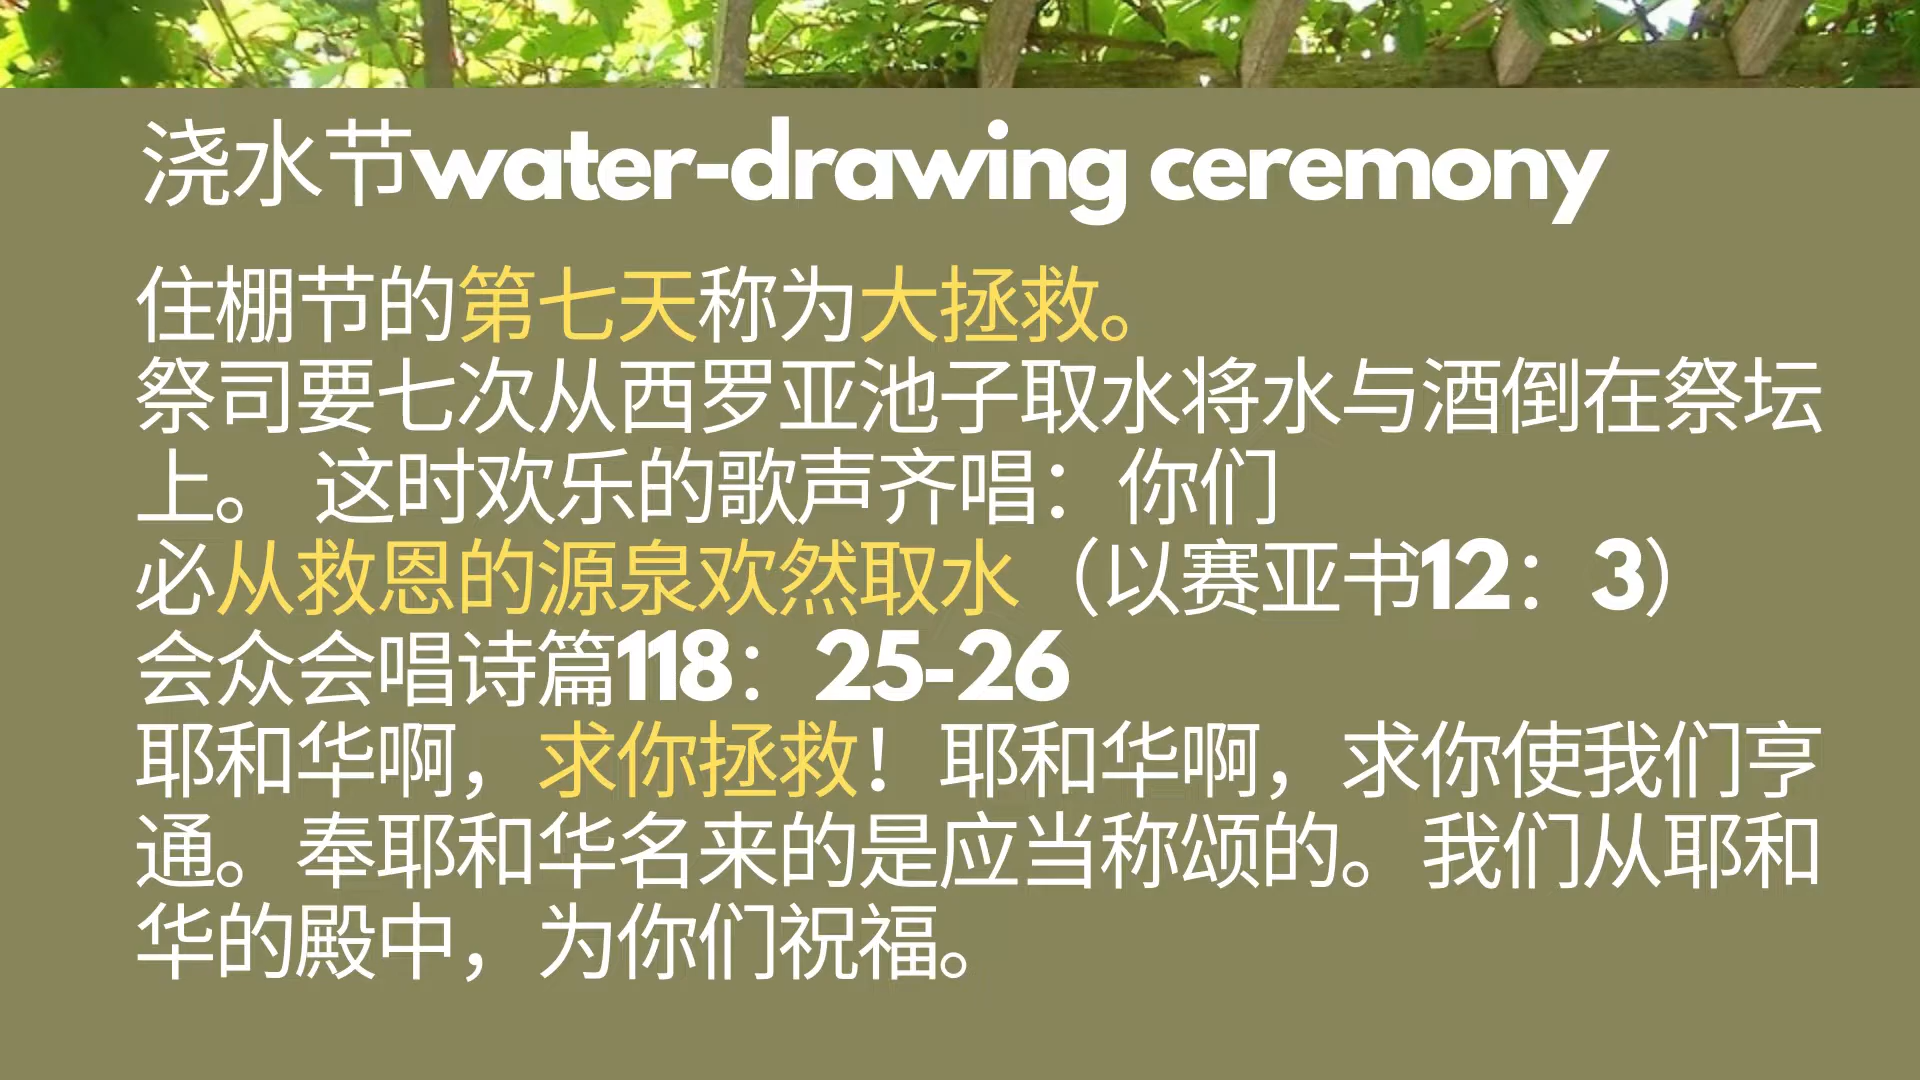 浇水节water-drawing ceremony
住棚节的第七天称为大拯救。
祭司要七次从西罗亚池子取水将水与酒倒在祭坛
上。 这时欢乐的歌声齐唱：你们
必从救恩的源泉欢然取水（以赛亚书12：3）
会众会唱诗篇118：25-26
耶和华啊，求你拯救！耶和华啊，求你使我们亨
通。奉耶和华名来的是应当称颂的。我们从耶和
华的殿中，为你们祝福。